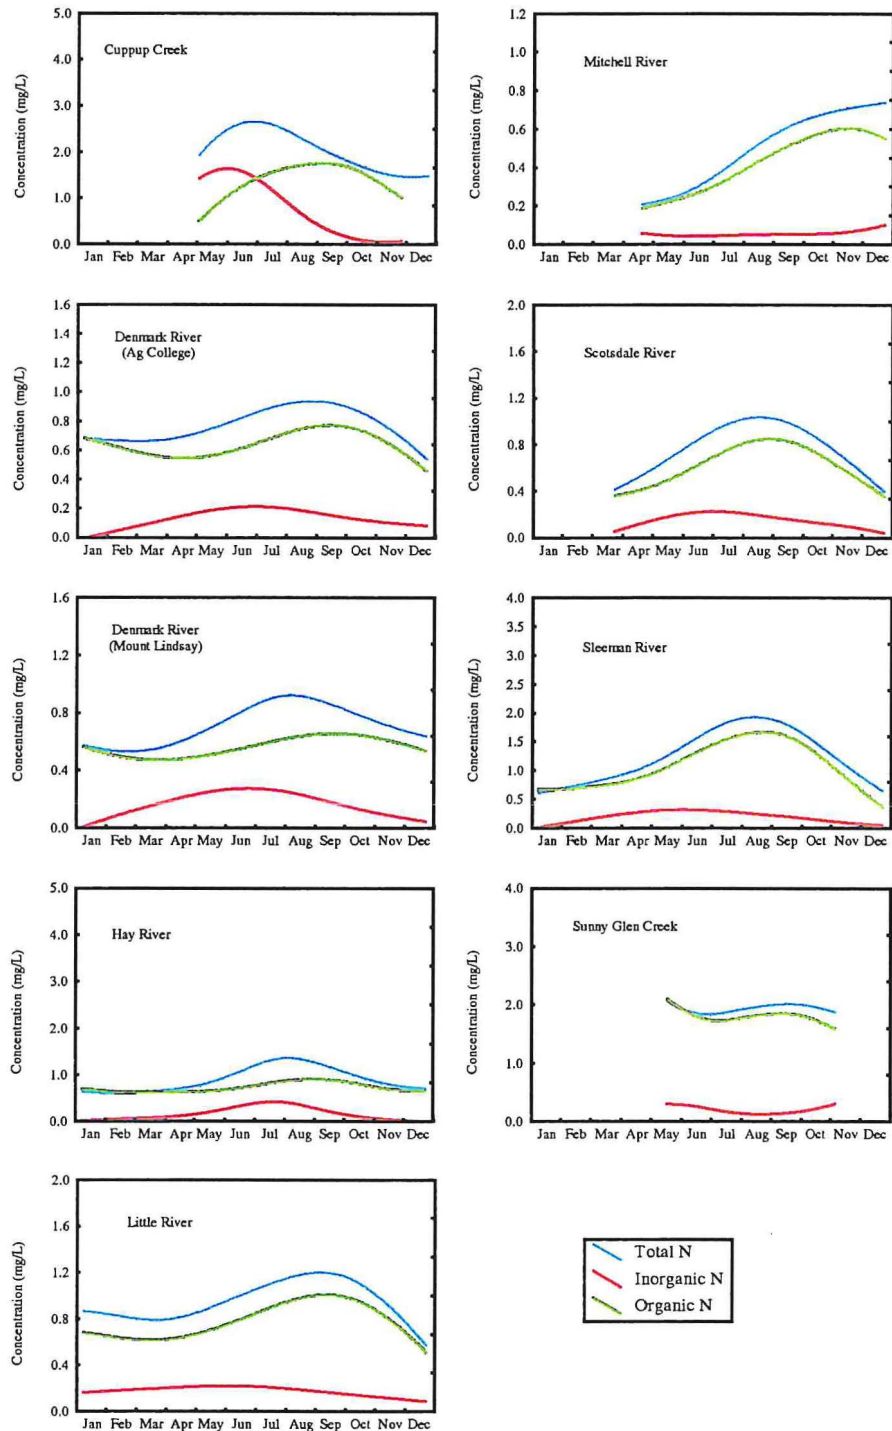 Concentration (mg/L)
5.0
4.0
3.0
2.0
1.0
0.0
Cuppup Creek
Jan Feb Mar Apr May Jun Jul Aug Sep Oct Nov Dec
Concentration (mg/L)
1.2
1.0
0.8
0.6
0.4
0.2
0.0
Mitchell River
Jan Feb Mar Apr May Jun Jul Aug Sep Oct Nov Dec
Concentration (mg/L)
1.6
1.4
1.2
1.0
0.8
0.6
0.4
0.2
0.0
Denmark River
(Ag College)
Jan Feb Mar Apr May Jun Jul Aug Sep Oct Nov Dec
Concentration (mg/L)
2.0
1.6
1.2
0.8
0.4
0.0
Scotsdale River
Jan Feb Mar Apr May Jun Jul Aug Sep Oct Nov Dec
Concentration (mg/L)
1.6
1.2
0.8
0.4
0.0
Denmark River
(Mount Lindsay)
Jan Feb Mar Apr May Jun Jul Aug Sep Oct Nov Dec
Concentration (mg/L)
4.0
3.5
3.0
2.5
2.0
1.5
1.0
0.5
0.0
Sleeman River
Jan Feb Mar Apr May Jun Jul Aug Sep Oct Nov Dec
Concentration (mg/L)
5.0
4.0
3.0
2.0
1.0
0.0
Hay River
Jan Feb Mar Apr May Jun Jul Aug Sep Oct Nov Dec
Concentration (mg/L)
4.0
3.0
2.0
1.0
0.0
Sunny Glen Creek
Jan Feb Mar Apr May Jun Jul Aug Sep Oct Nov Dec
Concentration (mg/L)
2.0
1.6
1.2
0.8
0.4
0.0
Little River
Jan Feb Mar Apr May Jun Jul Aug Sep Oct Nov Dec
Total N
Inorganic N
Organic N